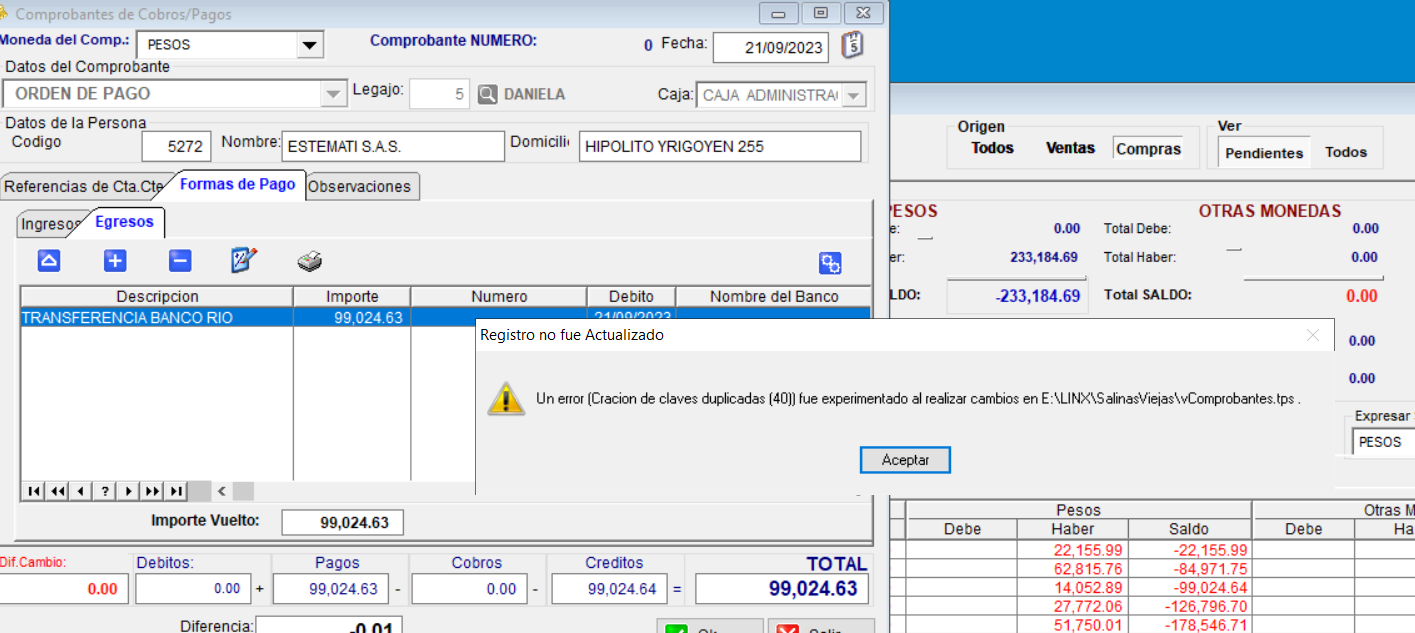 Comprobantes de Cobros/Pagos
Moneda del Comp.: PESOS Comprobante NUMERO: 0 Fecha: 21/09/2023
Datos del Comprobante
ORDEN DE PAGO Legajo: 5 DANIELA Caja: CAJA ADMINISTRA
Datos de la Persona
Codigo 5272 Nombre: ESTEMATI S.A.S. Domicili HIPOLITO YRIGOYEN 255
Referencias de Cta.Cte Formas de Pago Observaciones
Ingresos Egresos
Descripcion Importe Numero Debito Nombre del Banco
TRANSFERENCIA BANCO RIO 99,024.63 21/09/2023
Importe Vuelto: 99,024.63
Dif.Cambio: Debitos: Pagos Cobros Creditos TOTAL
0.00 0.00 + 99,024.63 - 0.00 - 99,024.64 = 99,024.63
Diferencia: -0.01 Ok Salir
Registro no fue Actualizado
Un error (Cracion de claves duplicadas (40)) fue experimentado al realizar cambios en E:\LINX\SalinasViejas\vComprobantes.tps .
Aceptar
Origen Ver
Todos Ventas Compras Pendientes Todos
PESOS OTRAS MONEDAS
e: 0.00 Total Debe: 0.00
er: 233,184.69 Total Haber: 0.00
LDO: -233,184.69 Total SALDO: 0.00
0.00
0.00
Expresar
PESOS
Pesos Otras M
Debe Haber Saldo Debe Ha
22,155.99 -22,155.99
62,815.76 -84,971.75
14,052.89 -99,024.64
27,772.06 -126,796.70
51,750.01 -178,546.71